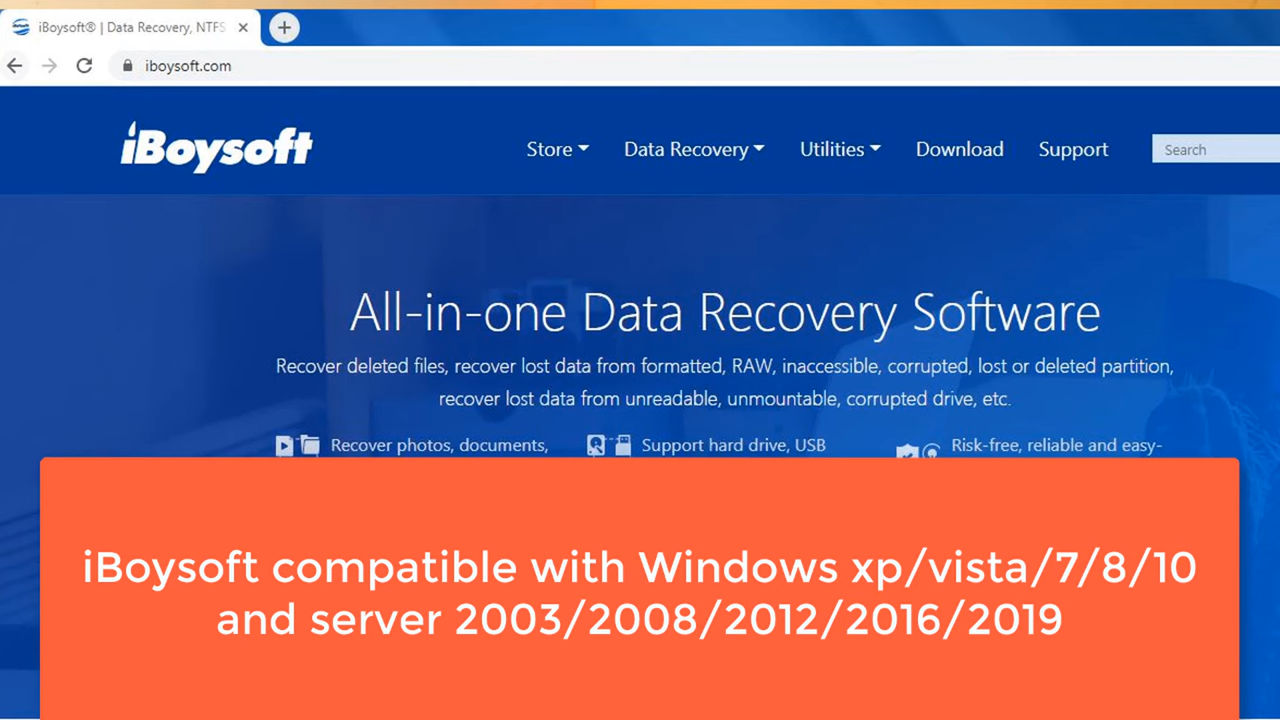 iBoysoft® | Data Recovery, NTFS
iboysoft.com
iBoysoft
Store Data Recovery Utilities Download Support Search
All-in-one Data Recovery Software
Recover deleted files, recover lost data from formatted, RAW, inaccessible, corrupted, lost or deleted partition,
recover lost data from unreadable, unmountable, corrupted drive, etc.
Recover photos, documents, Support hard drive, USB Risk-free, reliable and easy-
iBoysoft compatible with Windows xp/vista/7/8/10
and server 2003/2008/2012/2016/2019